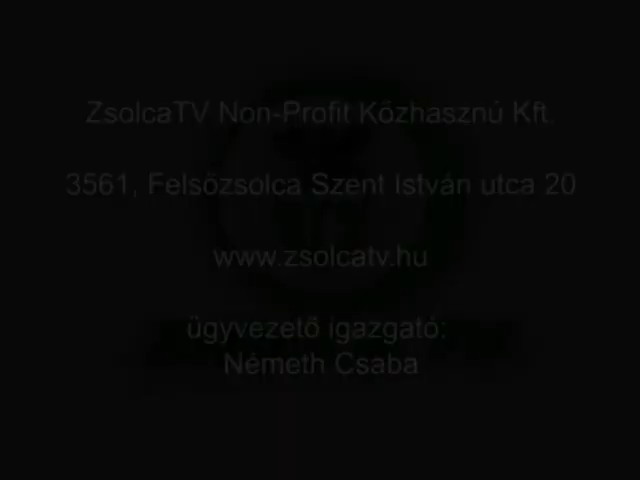 ZsolcaTV Non-Profit Közhasznú Kft.
3561, Felsőzsolca Szent István utca 20
www.zsolcatv.hu
ügyvezető igazgató:
Németh Csaba